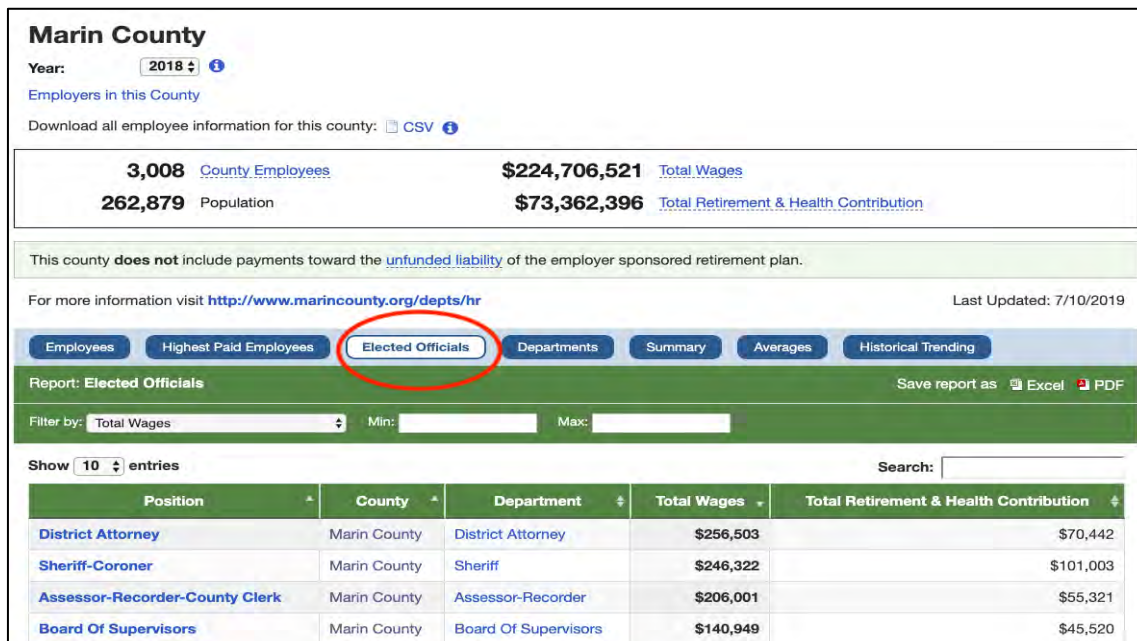 Marin County
Year: 2018
Employers in this County
Download all employee information for this county: CSV
3,008 County Employees $224,706,521 Total Wages
262,879 Population $73,362,396 Total Retirement & Health Contribution
This county does not include payments toward the unfunded liability of the employer sponsored retirement plan.
For more information visit http://www.marincounty.org/depts/hr Last Updated: 7/10/2019
Employees Highest Paid Employees Elected Officials Departments Summary Averages Historical Trending
Report: Elected Officials Save report as Excel PDF
Filter by: Total Wages Min: Max:
Show 10 entries Search:
Position County Department Total Wages Total Retirement & Health Contribution
District Attorney Marin County District Attorney $256,503 $70,442
Sheriff-Coroner Marin County Sheriff $246,322 $101,003
Assessor-Recorder-County Clerk Marin County Assessor-Recorder $206,001 $55,321
Board Of Supervisors Marin County Board Of Supervisors $140,949 $45,520